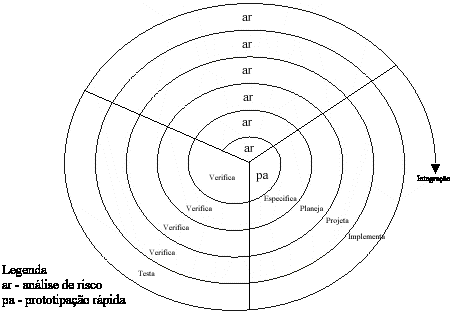 ar
ar
ar
ar
ar
ar
pa
Verifica
Integração
Especifica
Verifica
Planeja
Projeta
Verifica
Implementa
Verifica
Testa
Legenda
ar - análise de risco
pa - prototipação rápida